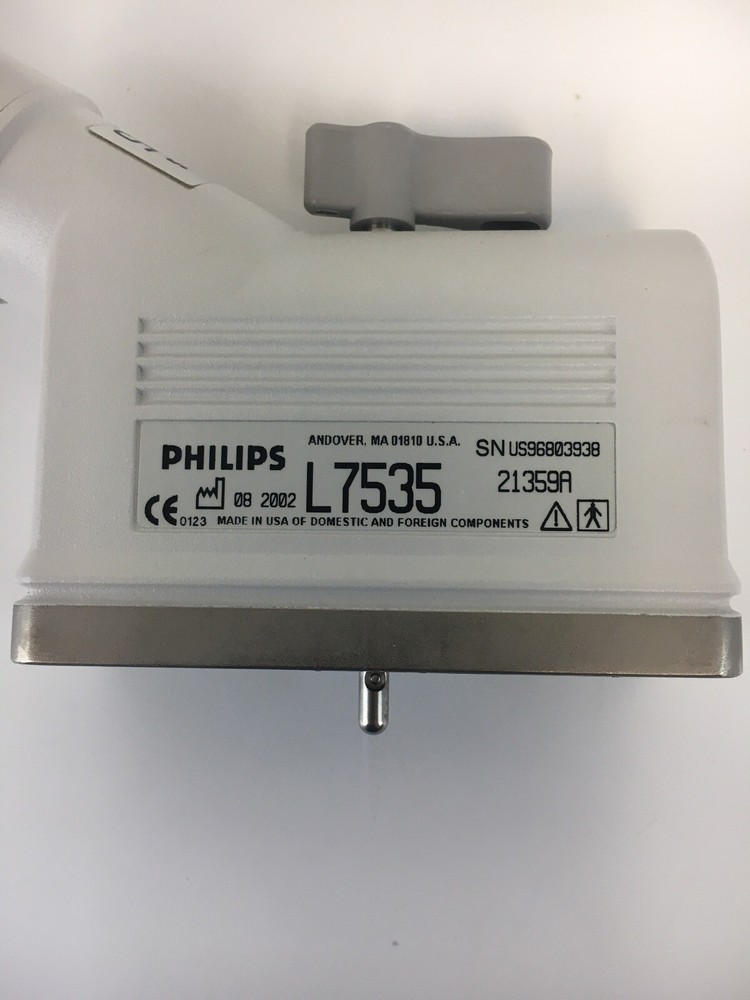 PHILIPS
ANDOVER, MA 01810 U.S.A.
SN US96803938
08 2002
L7535
21359A
CE 0123 MADE IN USA OF DOMESTIC AND FOREIGN COMPONENTS